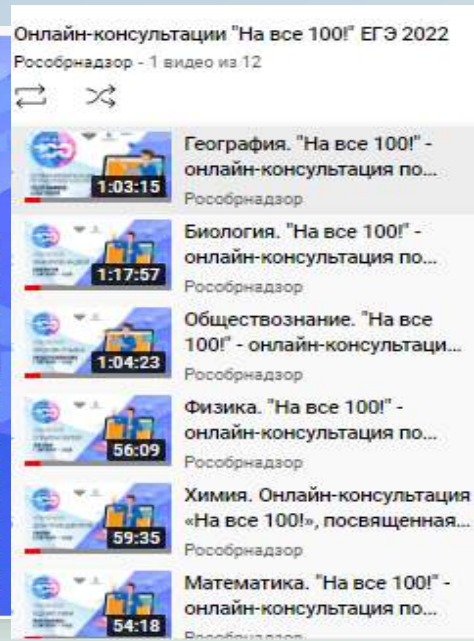 Онлайн-консультации "На все 100!" ЕГЭ 2022
Рособрнадзор - 1 видео из 12
География. "На все 100!" -
онлайн-консультация по...
Рособрнадзор
1:03:15
Биология. "На все 100!" -
онлайн-консультация по...
Рособрнадзор
1:17:57
Обществознание. "На все
100!" - онлайн-консультаци...
Рособрнадзор
1:04:23
Физика. "На все 100!" -
онлайн-консультация по...
Рособрнадзор
56:09
Химия. Онлайн-консультация
«На все 100!», посвященная...
Рособрнадзор
59:35
Математика. "На все 100!" -
онлайн-консультация по...
Рособрнадзор
54:18